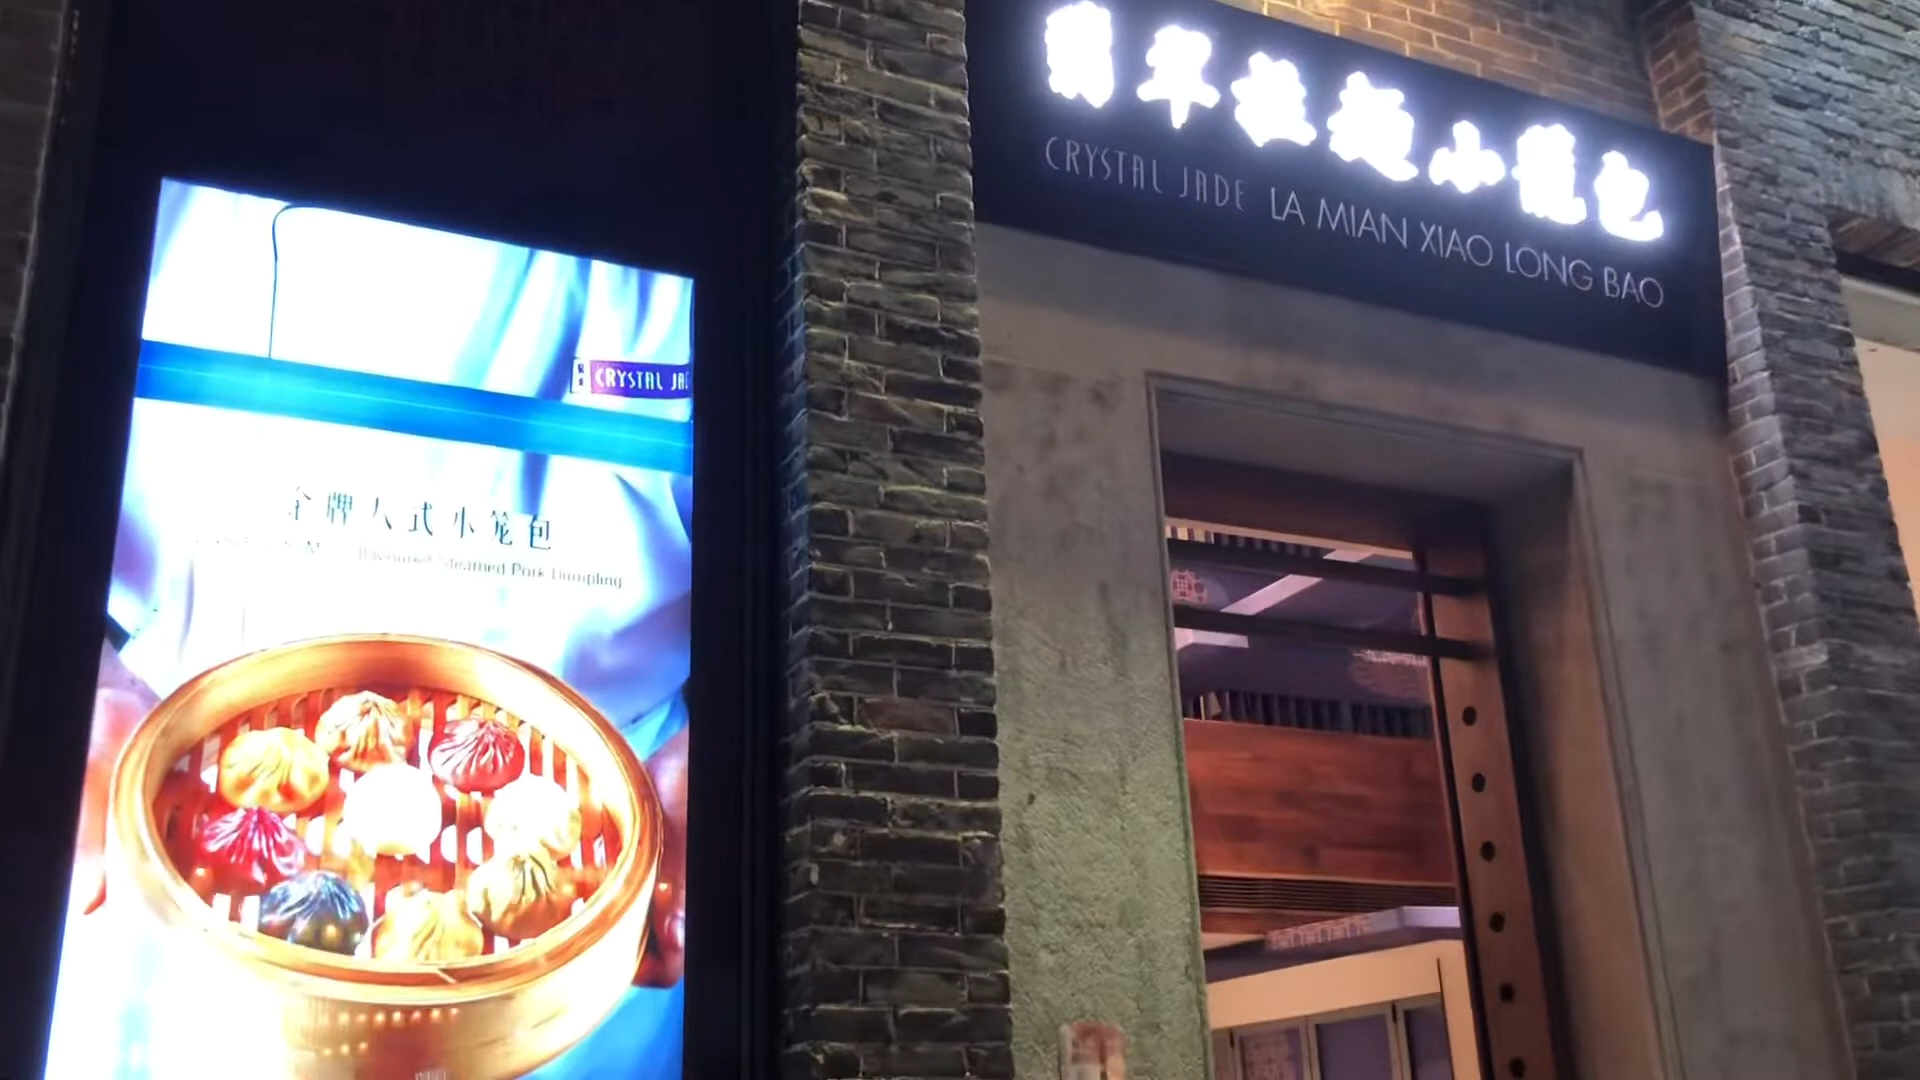 翡翠拉麵小籠包
CRYSTAL JADE LA MIAN XIAO LONG BAO
CRYSTAL JAD
金牌八式小笼包
Steamed Pork Dumpling